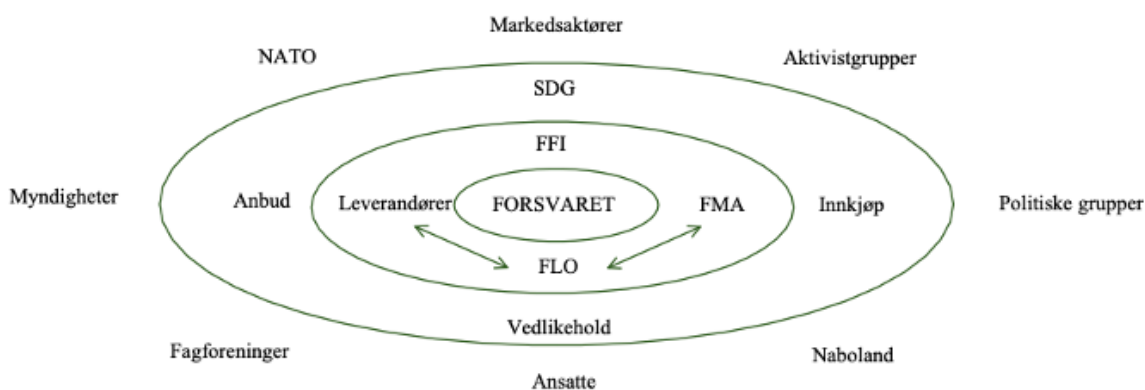 Markedsaktører
NATO
Aktivistgrupper
SDG
FFI
Myndigheter
Anbud
Leverandører
FORSVARET
FMA
Innkjøp
Politiske grupper
FLO
Vedlikehold
Fagforeninger
Naboland
Ansatte